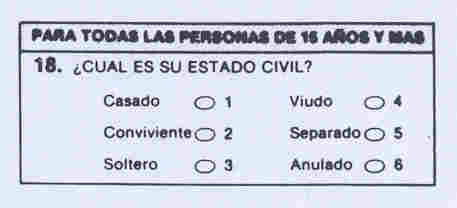 PARA TODAS LAS PERSONAS DE 15 AÑOS Y MAS
18. ¿CUAL ES SU ESTADO CIVIL?
Casado 1 Viudo 4
Conviviente 2 Separado 5
Soltero 3 Anulado 6